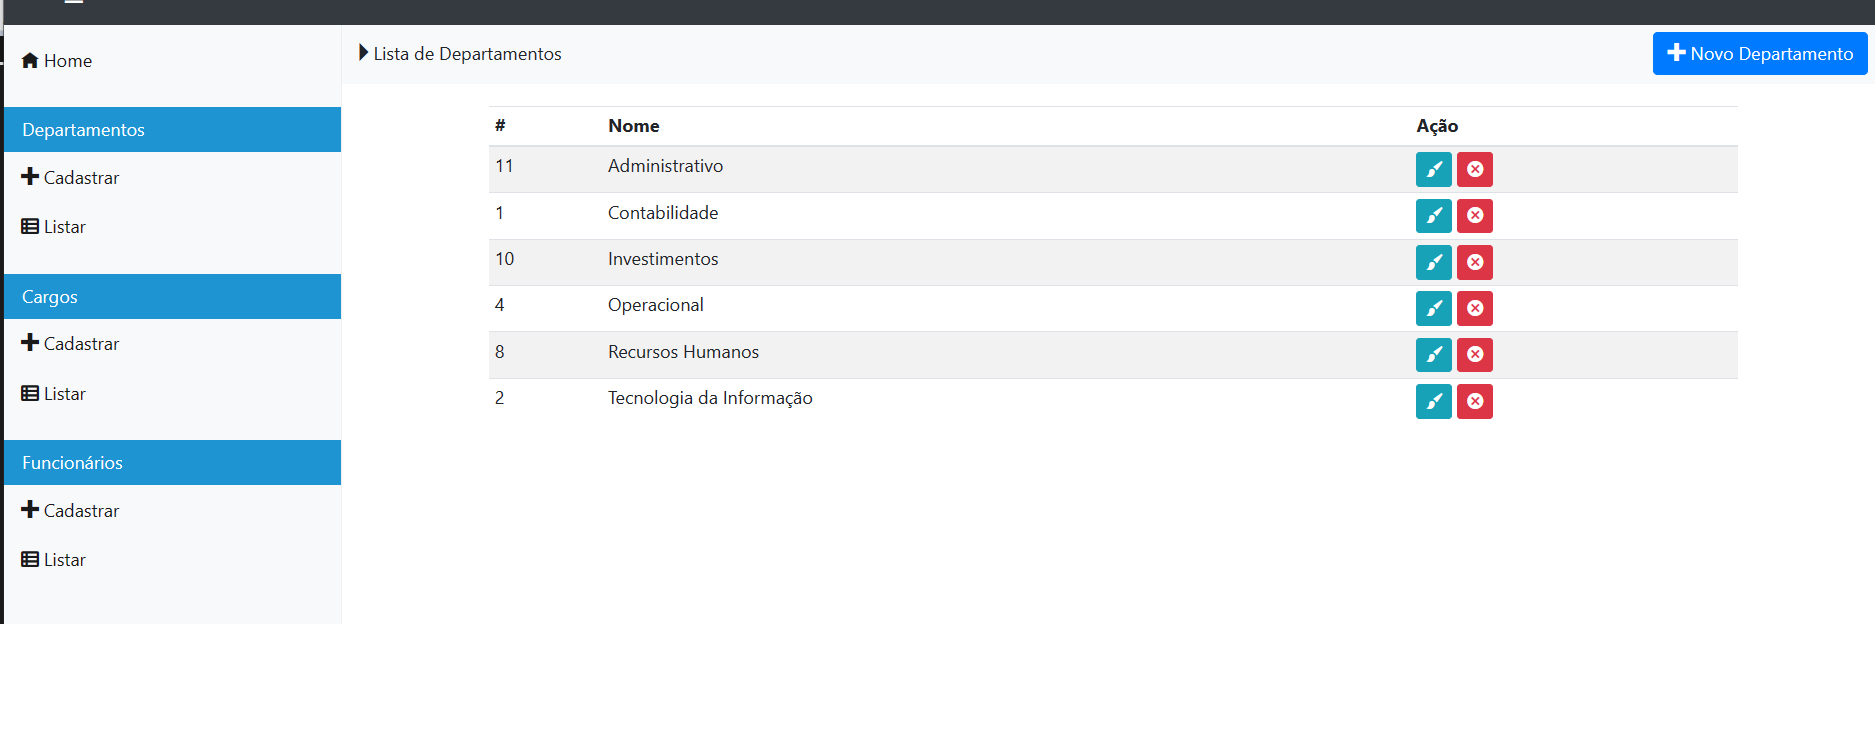 Home
Departamentos
Cadastrar
Listar
Cargos
Cadastrar
Listar
Funcionários
Cadastrar
Listar
Lista de Departamentos
Novo Departamento
# Nome Ação
11 Administrativo
1 Contabilidade
10 Investimentos
4 Operacional
8 Recursos Humanos
2 Tecnologia da Informação